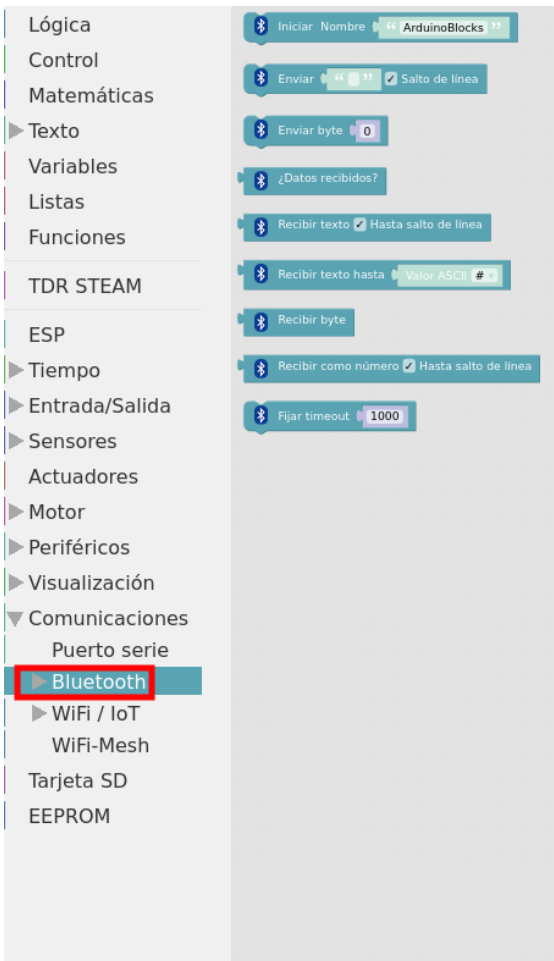 Lógica
Control
Matemáticas
Texto
Variables
Listas
Funciones
TDR STEAM
ESP
Tiempo
Entrada/Salida
Sensores
Actuadores
Motor
Periféricos
Visualización
Comunicaciones
Puerto serie
Bluetooth
WiFi / IoT
WiFi-Mesh
Tarjeta SD
EEPROM
Iniciar Nombre “ ArduinoBlocks ”
Enviar “ ” Salto de línea
Enviar byte 0
¿Datos recibidos?
Recibir texto Hasta salto de línea
Recibir texto hasta Valor ASCII #
Recibir byte
Recibir como número Hasta salto de línea
Fijar timeout 1000